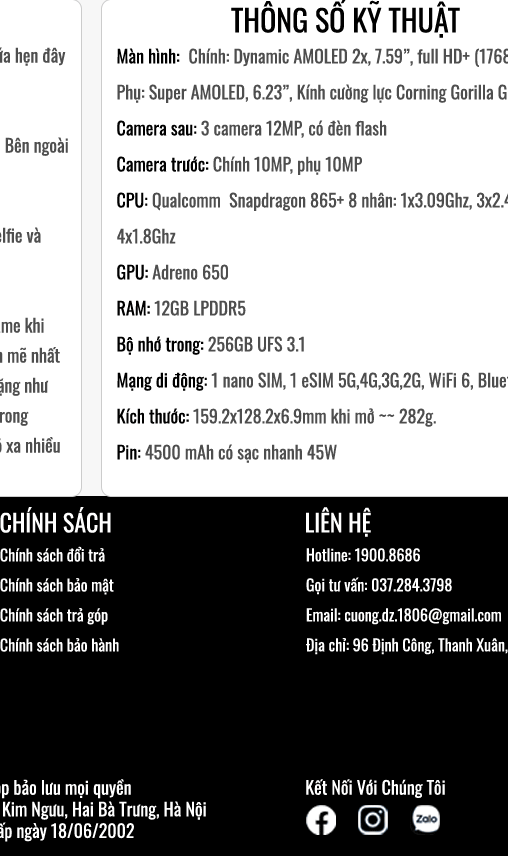 ữa hẹn đây
Bên ngoài
elfie và
ame khi
h mẽ nhất
ặng như
rong
ộ xa nhiều
THÔNG SỐ KỸ THUẬT
Màn hình: Chính: Dynamic AMOLED 2x, 7.59”, full HD+ (1768
Phụ: Super AMOLED, 6.23”, Kính cường lực Corning Gorilla G
Camera sau: 3 camera 12MP, có đèn flash
Camera trước: Chính 10MP, phụ 10MP
CPU: Qualcomm Snapdragon 865+ 8 nhân: 1x3.09Ghz, 3x2.4
4x1.8Ghz
GPU: Adreno 650
RAM: 12GB LPDDR5
Bộ nhớ trong: 256GB UFS 3.1
Mạng di động: 1 nano SIM, 1 eSIM 5G,4G,3G,2G, WiFi 6, Bluet
Kích thước: 159.2x128.2x6.9mm khi mở ~~ 282g.
Pin: 4500 mAh có sạc nhanh 45W
CHÍNH SÁCH
Chính sách đổi trả
Chính sách bảo mật
Chính sách trả góp
Chính sách bảo hành
LIÊN HỆ
Hotline: 1900.8686
Gọi tư vấn: 037.284.3798
Email: cuong.dz.1806@gmail.com
Địa chỉ: 96 Định Công, Thanh Xuân,
op bảo lưu mọi quyền
Kim Ngưu, Hai Bà Trưng, Hà Nội
ấp ngày 18/06/2002
Kết Nối Với Chúng Tôi
Zalo